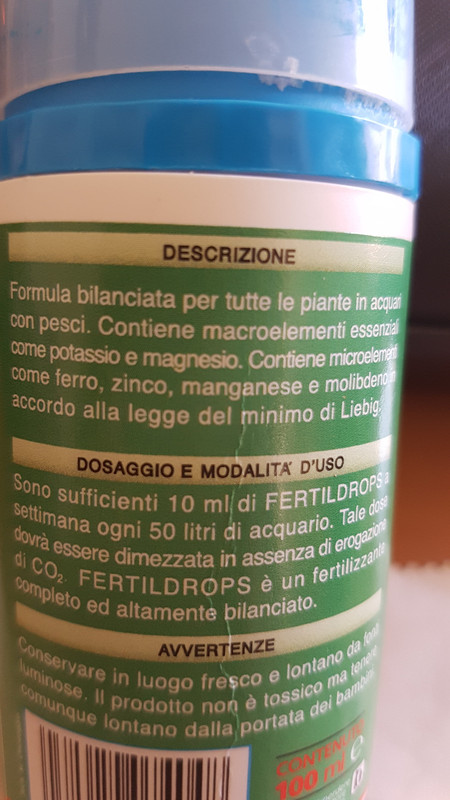 DESCRIZIONE
Formula bilanciata per tutte le piante in acquari
con pesci. Contiene macroelementi essenziali
come potassio e magnesio. Contiene microelementi
come ferro, zinco, manganese e molibdeno in
accordo alla legge del minimo di Liebig.
DOSAGGIO E MODALITA' D'USO
Sono sufficienti 10 ml di FERTILDROPS a
settimana ogni 50 litri di acquario. Tale dose
dovrà essere dimezzata in assenza di erogazione
di CO2. FERTILDROPS è un fertilizzante
completo ed altamente bilanciato.
AVVERTENZE
Conservare in luogo fresco e lontano da fonti
luminose. Il prodotto non è tossico ma tenere
comunque lontano dalla portata dei bambini.
CONTENUTO
100 ml e